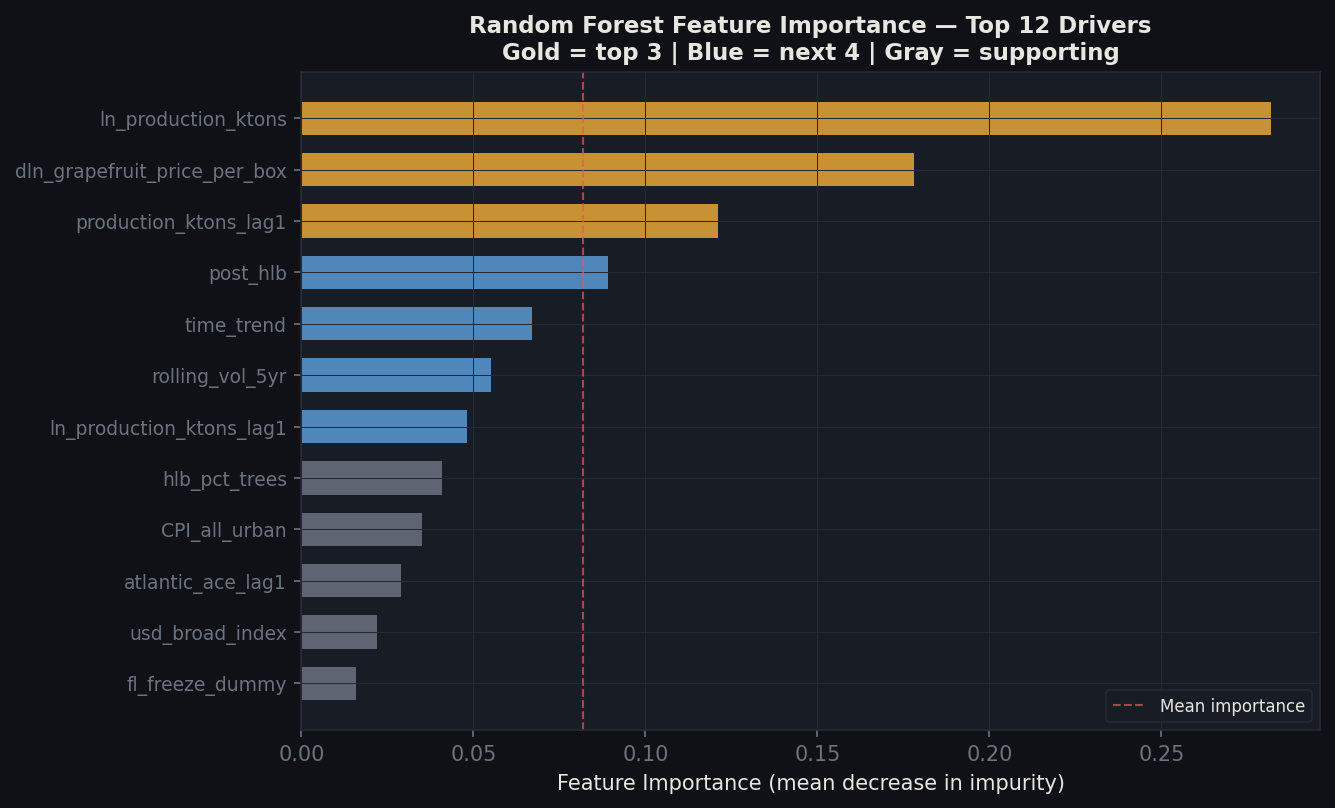 Random Forest Feature Importance — Top 12 Drivers
Gold = top 3 | Blue = next 4 | Gray = supporting
ln_production_ktons
dln_grapefruit_price_per_box
production_ktons_lag1
post_hlb
time_trend
rolling_vol_5yr
ln_production_ktons_lag1
hlb_pct_trees
CPI_all_urban
atlantic_ace_lag1
usd_broad_index
fl_freeze_dummy
Mean importance
0.00 0.05 0.10 0.15 0.20 0.25
Feature Importance (mean decrease in impurity)